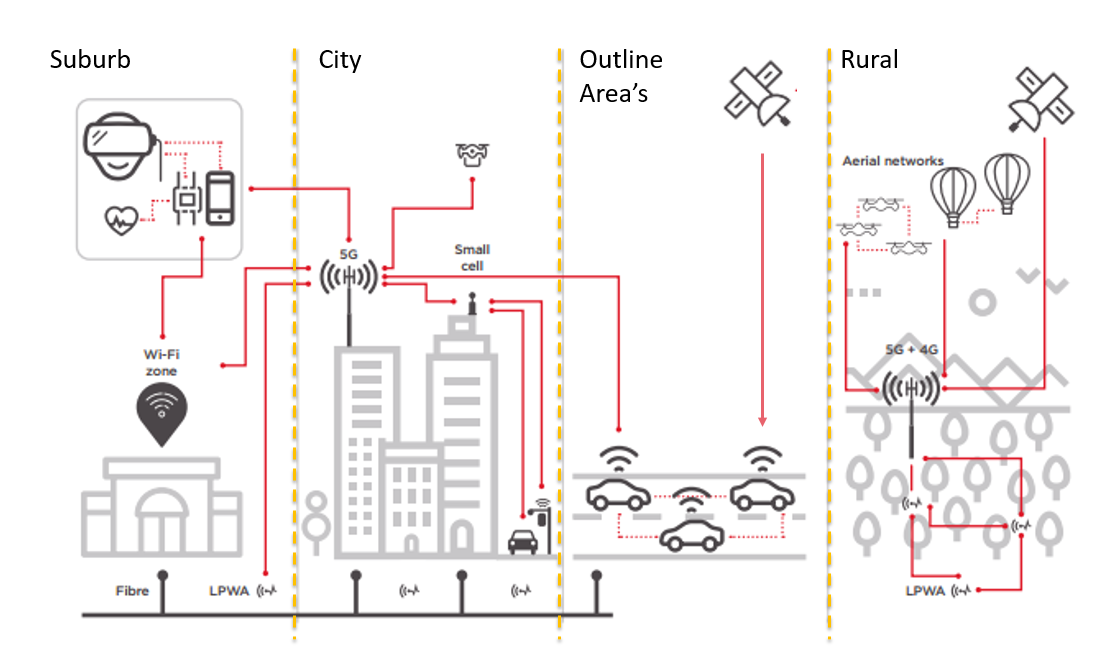 Suburb
City
Outline
Area's
Rural
Aerial networks
5G
Small
cell
Wi-Fi
zone
5G + 4G
Fibre
LPWA
LPWA